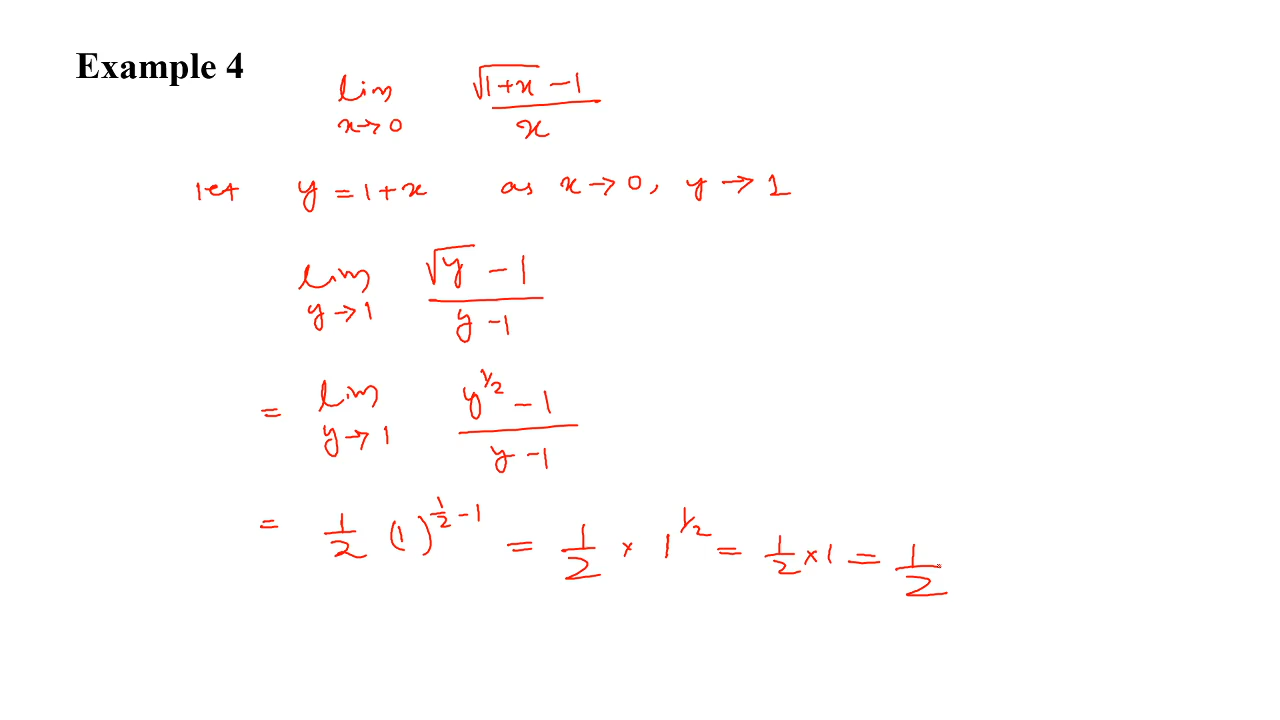 Example 4
lim x→0 (√(1+x) - 1)/x
let y = 1+x as x→0, y→1
lim y→1 (√y - 1)/(y - 1)
= lim y→1 (y^(1/2) - 1)/(y - 1)
= 1/2 (1)^(1/2 - 1) = 1/2 × 1^(1/2) = 1/2 × 1 = 1/2